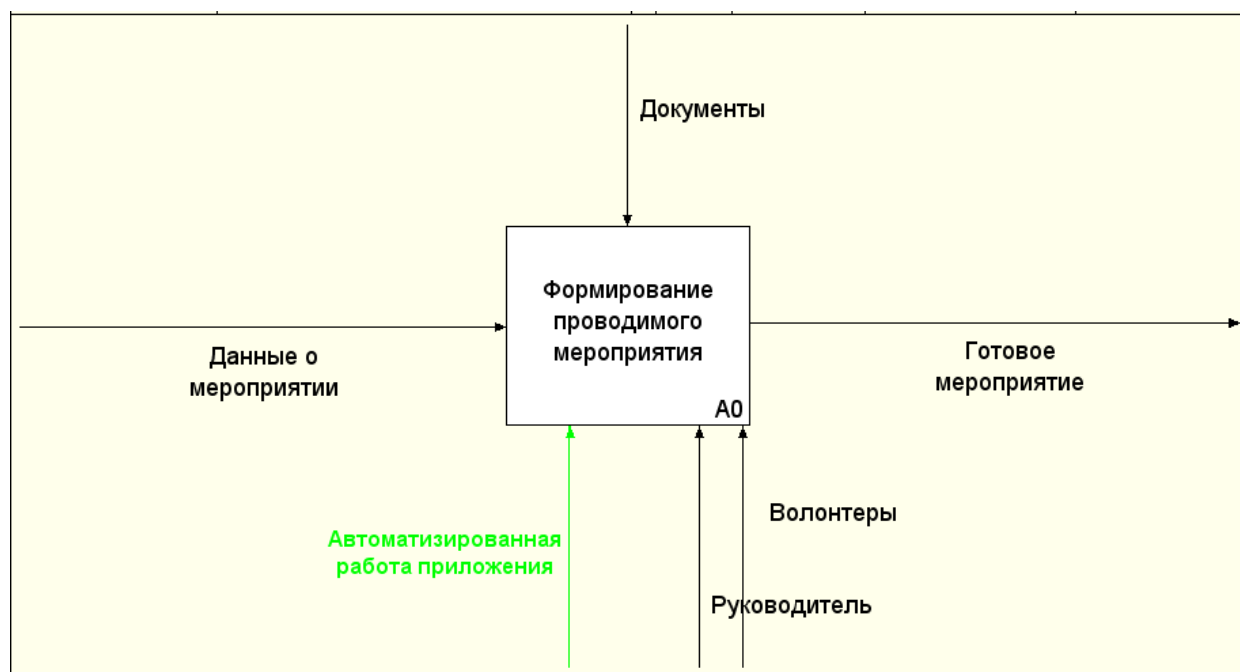 Документы
Формирование
проводимого
мероприятия
A0
Данные о
мероприятии
Готовое
мероприятие
Волонтеры
Автоматизированная
работа приложения
Руководитель